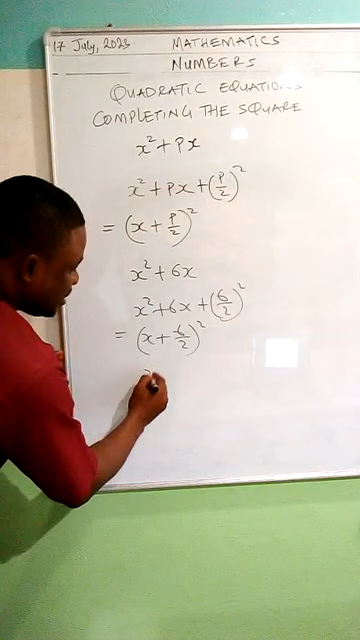 17 July, 2023. MATHEMATICS
NUMBERS
QUADRATIC EQUATIONS
COMPLETING THE SQUARE
x² + Px
x² + Px + (P/2)²
= (x + P/2)²
x² + 6x
x² + 6x + (6/2)²
= (x + 6/2)²